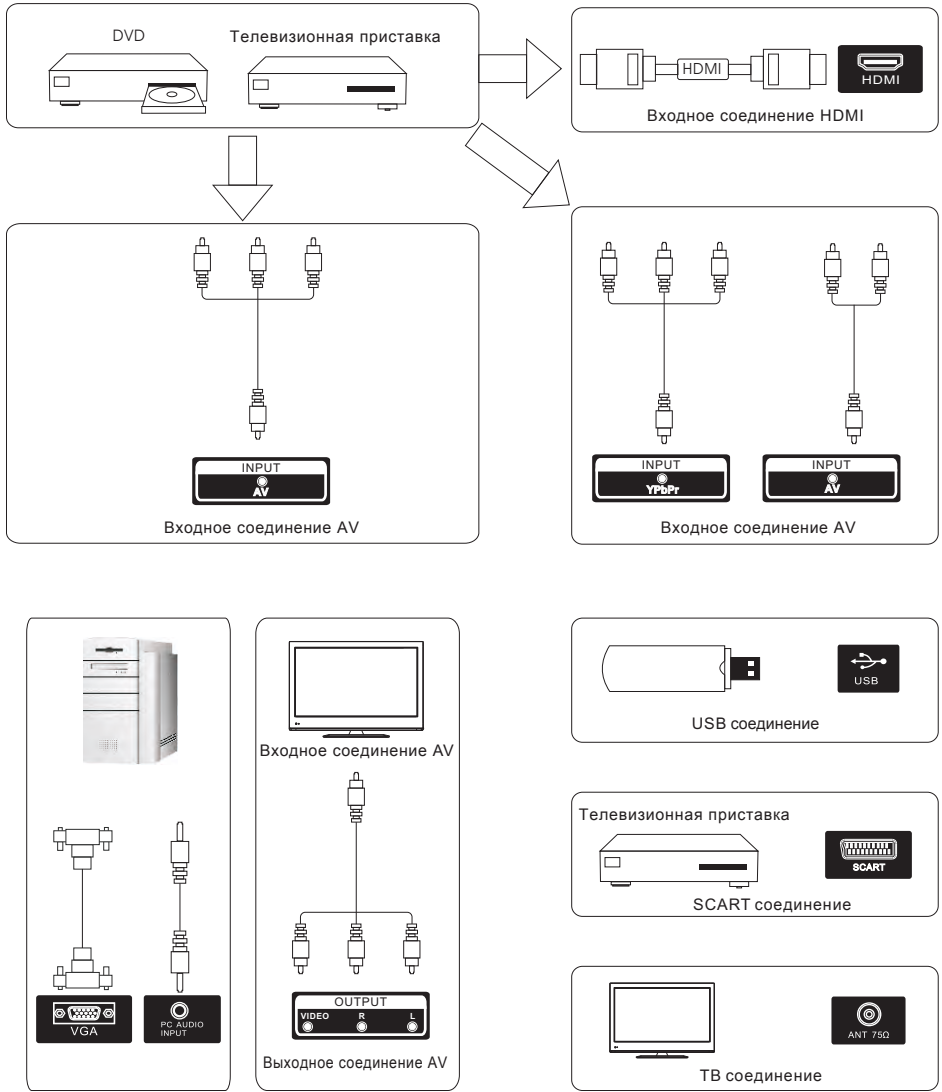 DVD
Телевизионная приставка
HDMI
HDMI
Входное соединение HDMI
INPUT
AV
Входное соединение AV
INPUT
YPbPr
INPUT
AV
Входное соединение AV
VGA
PC AUDIO
INPUT
Входное соединение AV
OUTPUT
VIDEO R L
Выходное соединение AV
USB
USB соединение
Телевизионная приставка
SCART
SCART соединение
ANT 75Ω
ТВ соединение